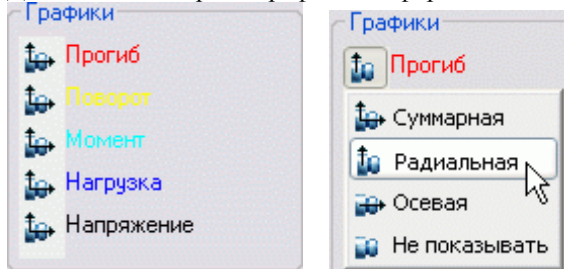 Графики
Прогиб
Поворот
Момент
Нагрузка
Напряжение
Графики
Прогиб
Суммарная
Радиальная
Осевая
Не показывать